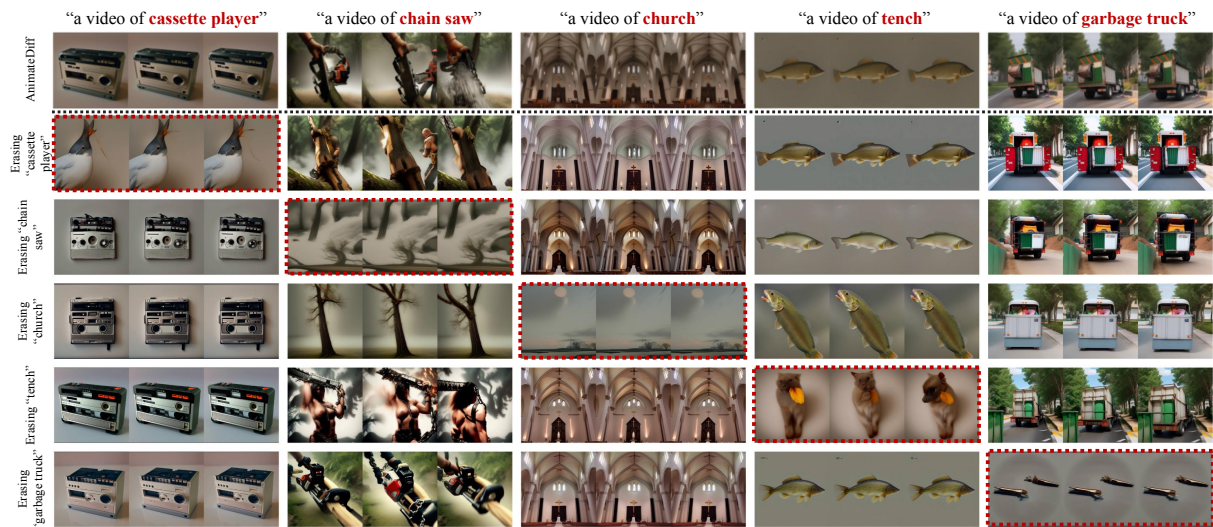 “a video of cassette player”
“a video of chain saw”
“a video of church”
“a video of tench”
“a video of garbage truck”
AnimateDiff
Erasing
“cassette
player”
Erasing “chain
saw”
Erasing
“church”
Erasing “tench”
Erasing
“garbage truck”